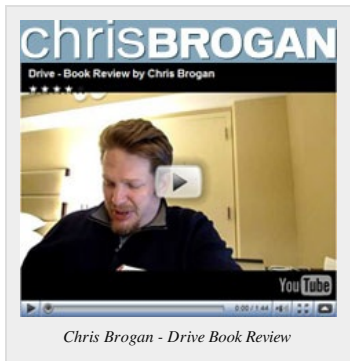 chrisBROGAN
Drive - Book Review by Chris Brogan
YouTube
0:00 / 1:44
Chris Brogan - Drive Book Review